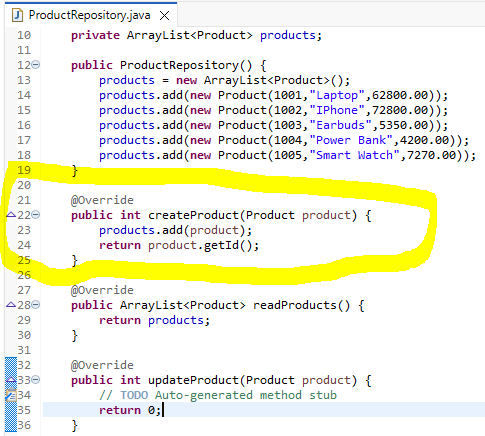 ProductRepository.java
10 private ArrayList<Product> products;
11
12 public ProductRepository() {
13 products = new ArrayList<Product>();
14 products.add(new Product(1001,"Laptop",62800.00));
15 products.add(new Product(1002,"IPhone",72800.00));
16 products.add(new Product(1003,"Earbuds",5350.00));
17 products.add(new Product(1004,"Power Bank",4200.00));
18 products.add(new Product(1005,"Smart Watch",7270.00));
19 }
20
21 @Override
22 public int createProduct(Product product) {
23 products.add(product);
24 return product.getId();
25 }
26
27 @Override
28 public ArrayList<Product> readProducts() {
29 return products;
30 }
31
32 @Override
33 public int updateProduct(Product product) {
34 // TODO Auto-generated method stub
35 return 0;
36 }